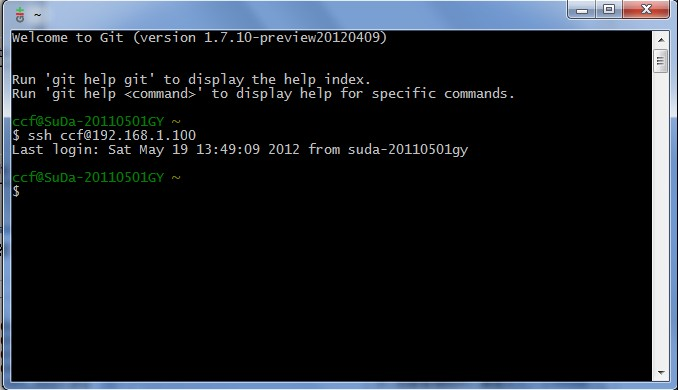 ~
Welcome to Git (version 1.7.10-preview20120409)
Run 'git help git' to display the help index.
Run 'git help <command>' to display help for specific commands.
ccf@SuDa-20110501GY ~
$ ssh ccf@192.168.1.100
Last login: Sat May 19 13:49:09 2012 from suda-20110501gy
ccf@SuDa-20110501GY ~
$